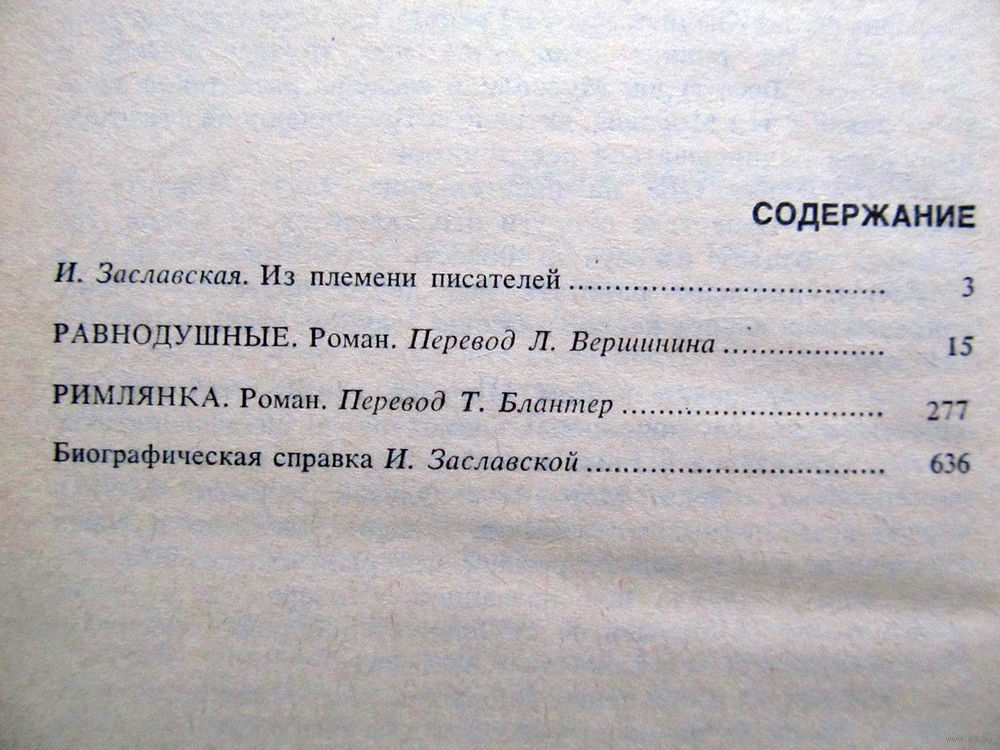 СОДЕРЖАНИЕ
И. Заславская. Из племени писателей.................................... 3
РАВНОДУШНЫЕ. Роман. Перевод Л. Вершинина.................. 15
РИМЛЯНКА. Роман. Перевод Т. Блантер............................. 277
Биографическая справка И. Заславской................................. 636